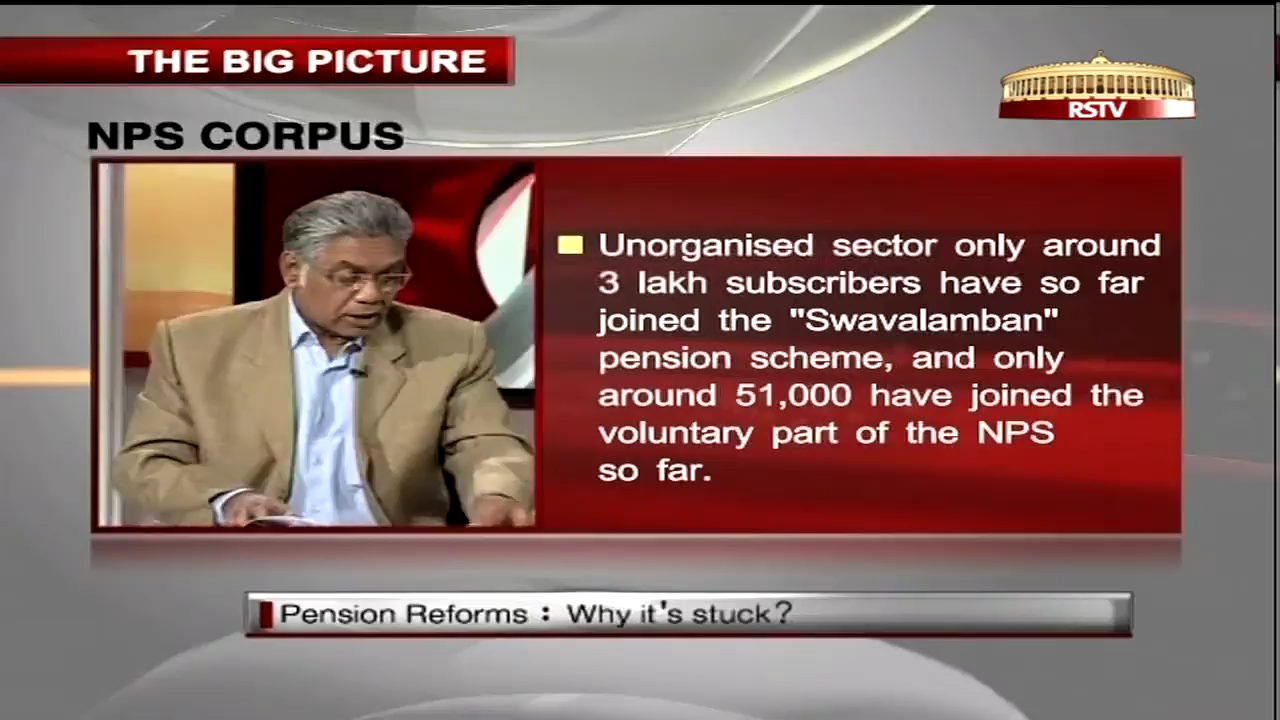 THE BIG PICTURE
RSTV
NPS CORPUS
Unorganised sector only around
3 lakh subscribers have so far
joined the "Swavalamban"
pension scheme, and only
around 51,000 have joined the
voluntary part of the NPS
so far.
Pension Reforms : Why it's stuck?